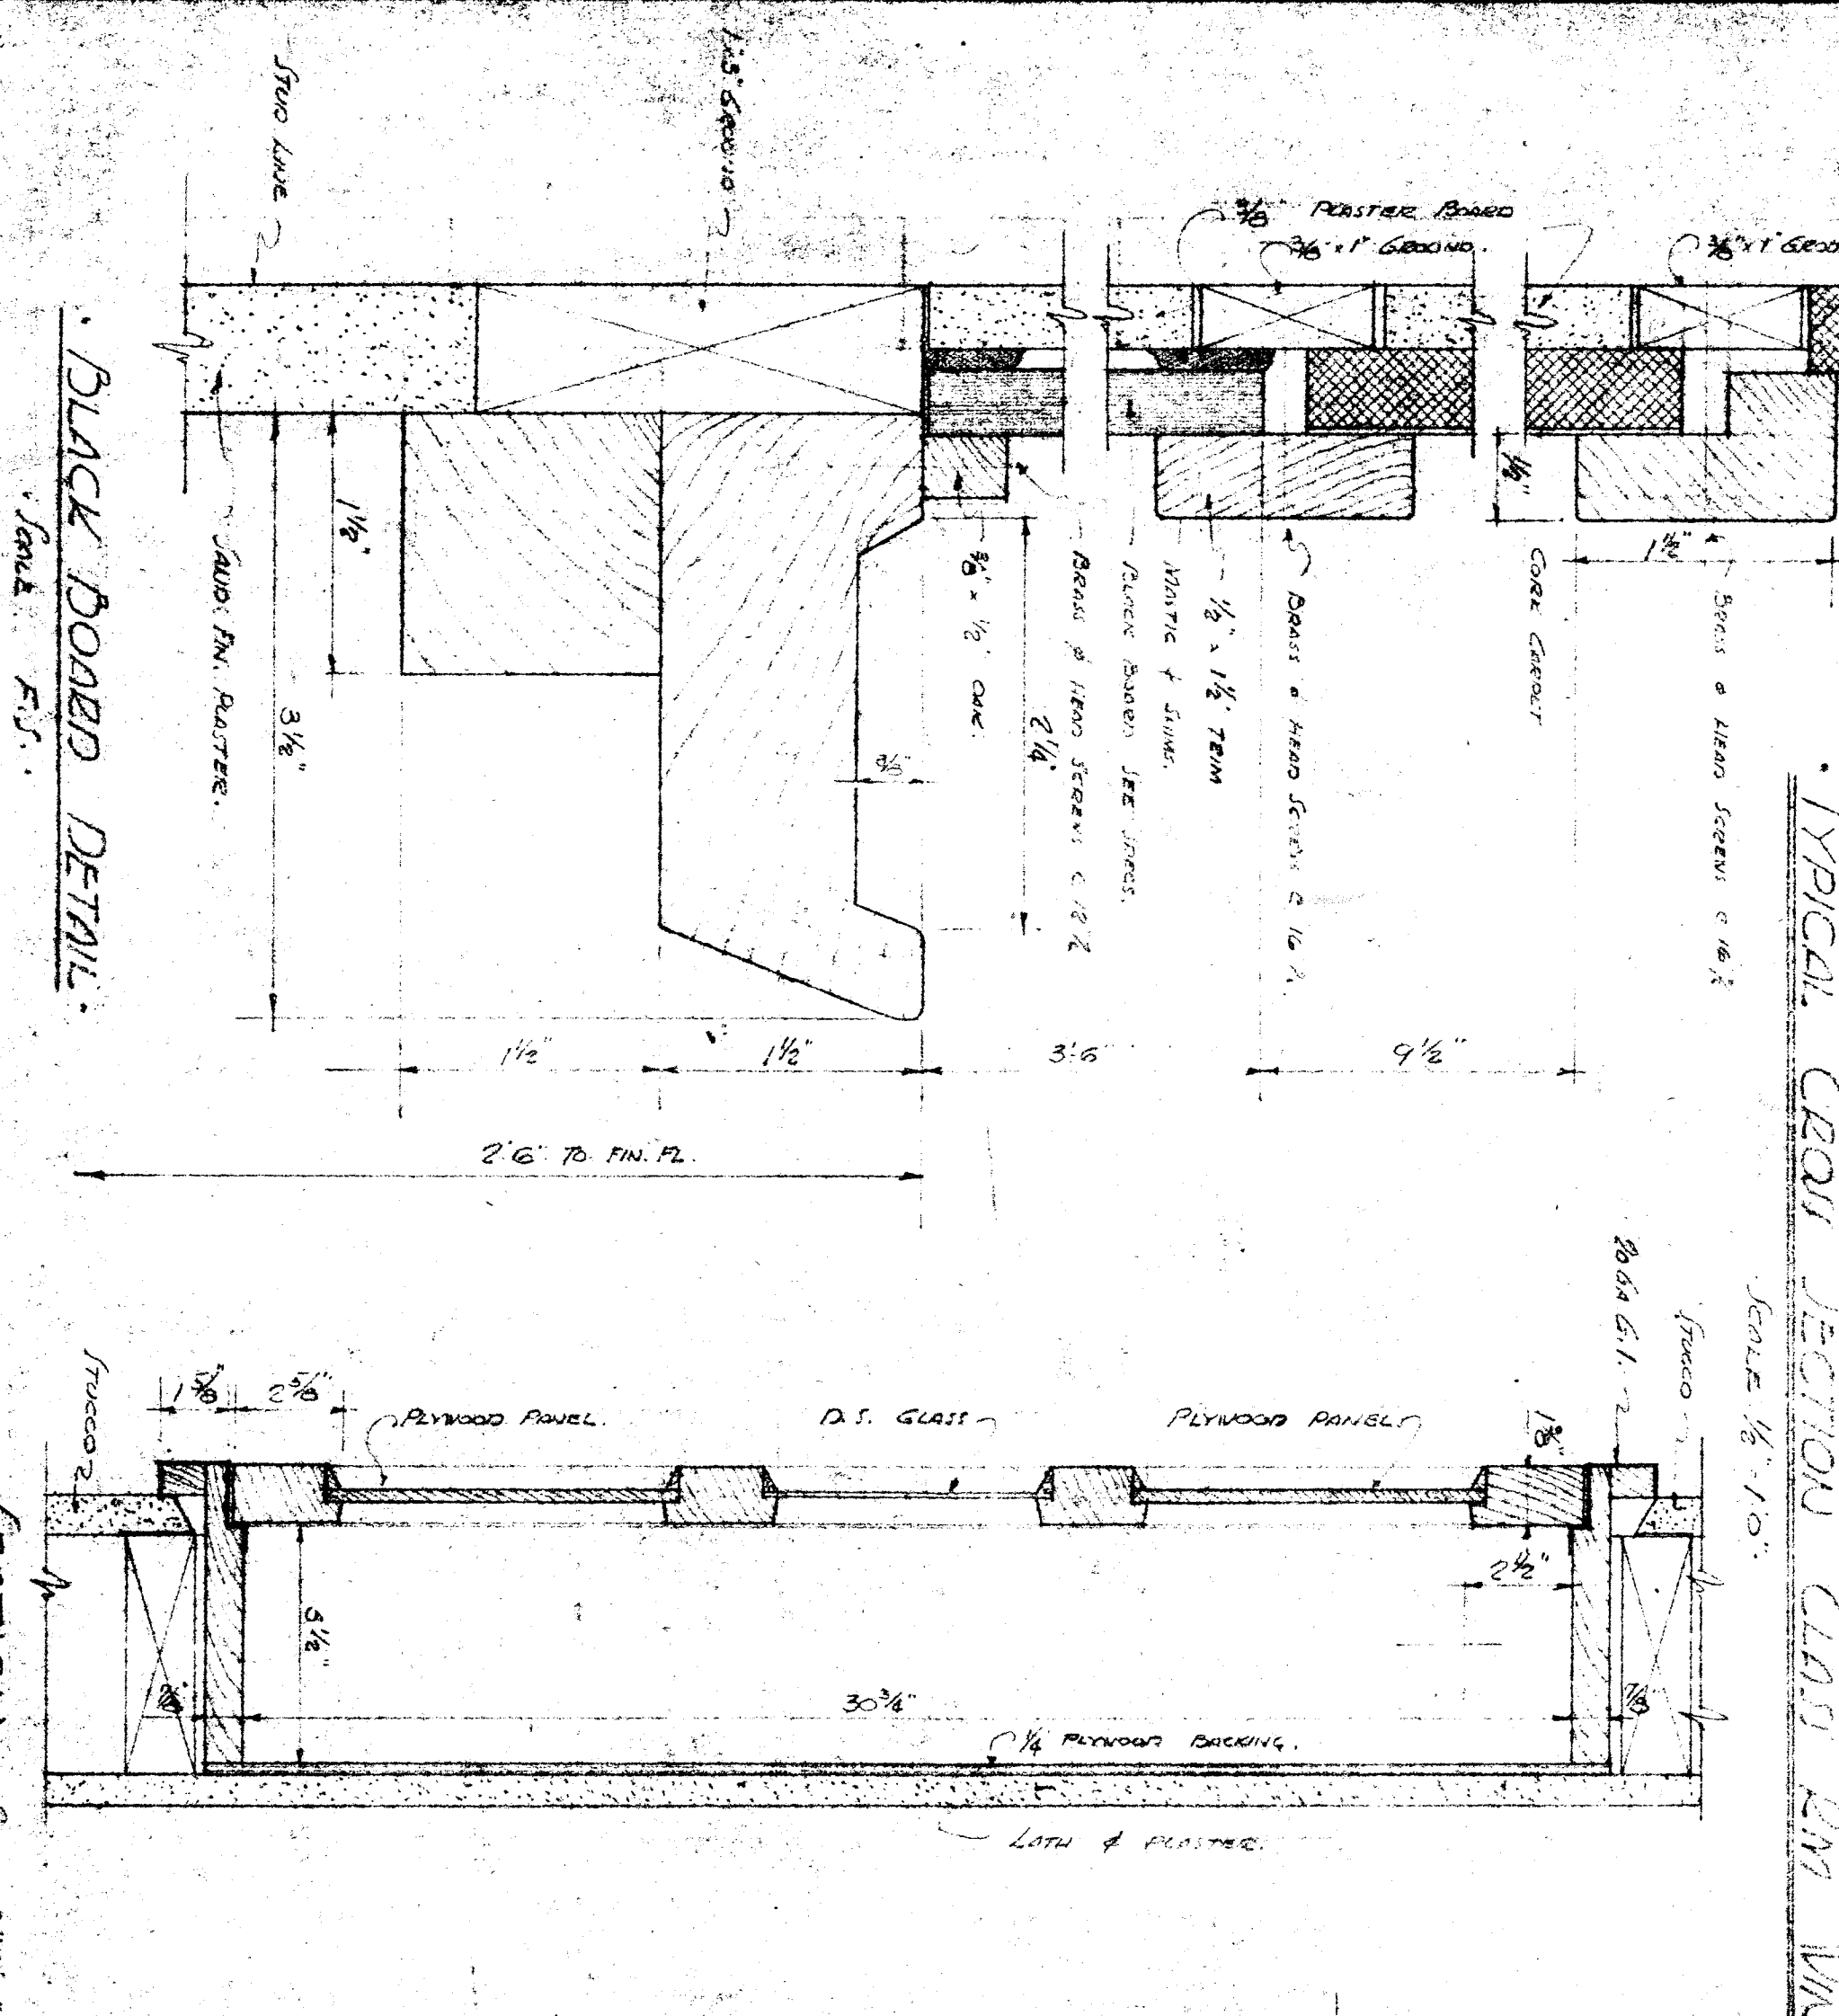 STUD LINE
GROUND
3/8" PLASTER BOARD
3/8" x 1" GROUND.
3/8" x 1" GROU
· BLACK BOARD DETAIL ·
· SCALE F.S. ·
SAND FIN. PLASTER.
1 1/2"
3 1/2"
3/8" x 1/2" OAK.
2 1/4"
BRASS HEAD SCREWS @ 12
BLACK BOARD SEE SPECS.
MASTIC & SHIMS.
1/2" x 1 1/2" TRIM
BRASS HEAD SCREWS @ 16
1/2"
CORK CARPET
BRASS HEAD SCREWS @ 16
1 1/2"
1 1/2"
3'-6"
9 1/2"
2'-6" TO FIN. FL.
· TYPICAL CROSS SECTION CLASS RM WIN
SCALE 1/2" = 1'-0".
STUCCO
20 GA G.I.
STUCCO
1 5/8"
2 5/8"
PLYWOOD PANEL.
D.S. GLASS
PLYWOOD PANELS
2 1/2"
30 3/4"
7/8"
1/4 PLYWOOD BACKING.
LATH & PLASTER.